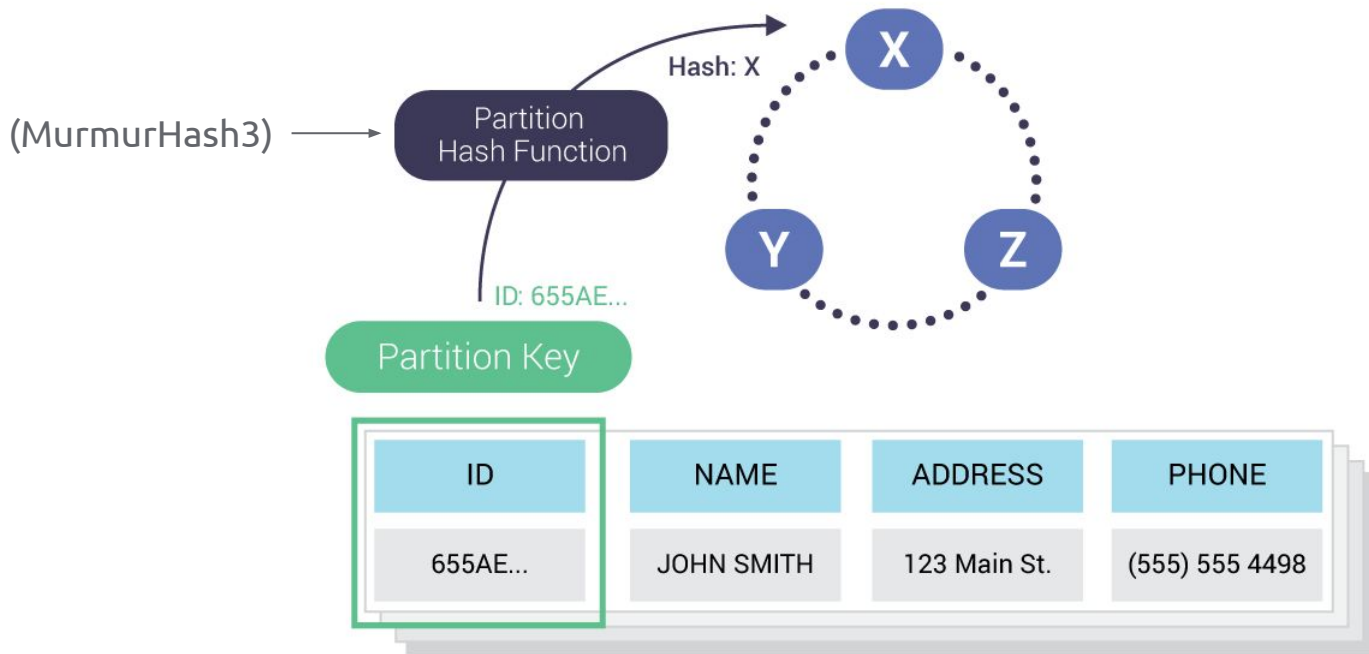 (MurmurHash3)
Partition
Hash Function
Hash: X
X
Y
Z
ID: 655AE...
Partition Key
ID
NAME
ADDRESS
PHONE
655AE...
JOHN SMITH
123 Main St.
(555) 555 4498